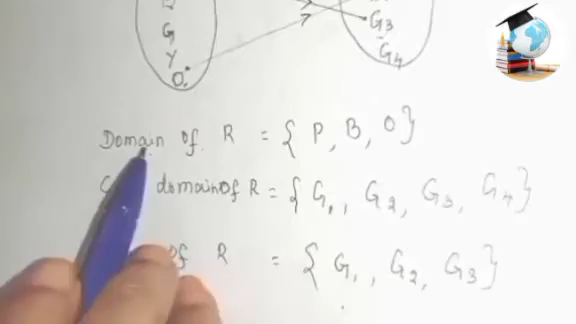 G G3
Y G4
O
Domain of R = { P, B, O}
domain of R = { G1, G2, G3, G4 }
of R = { G1, G2, G3 }